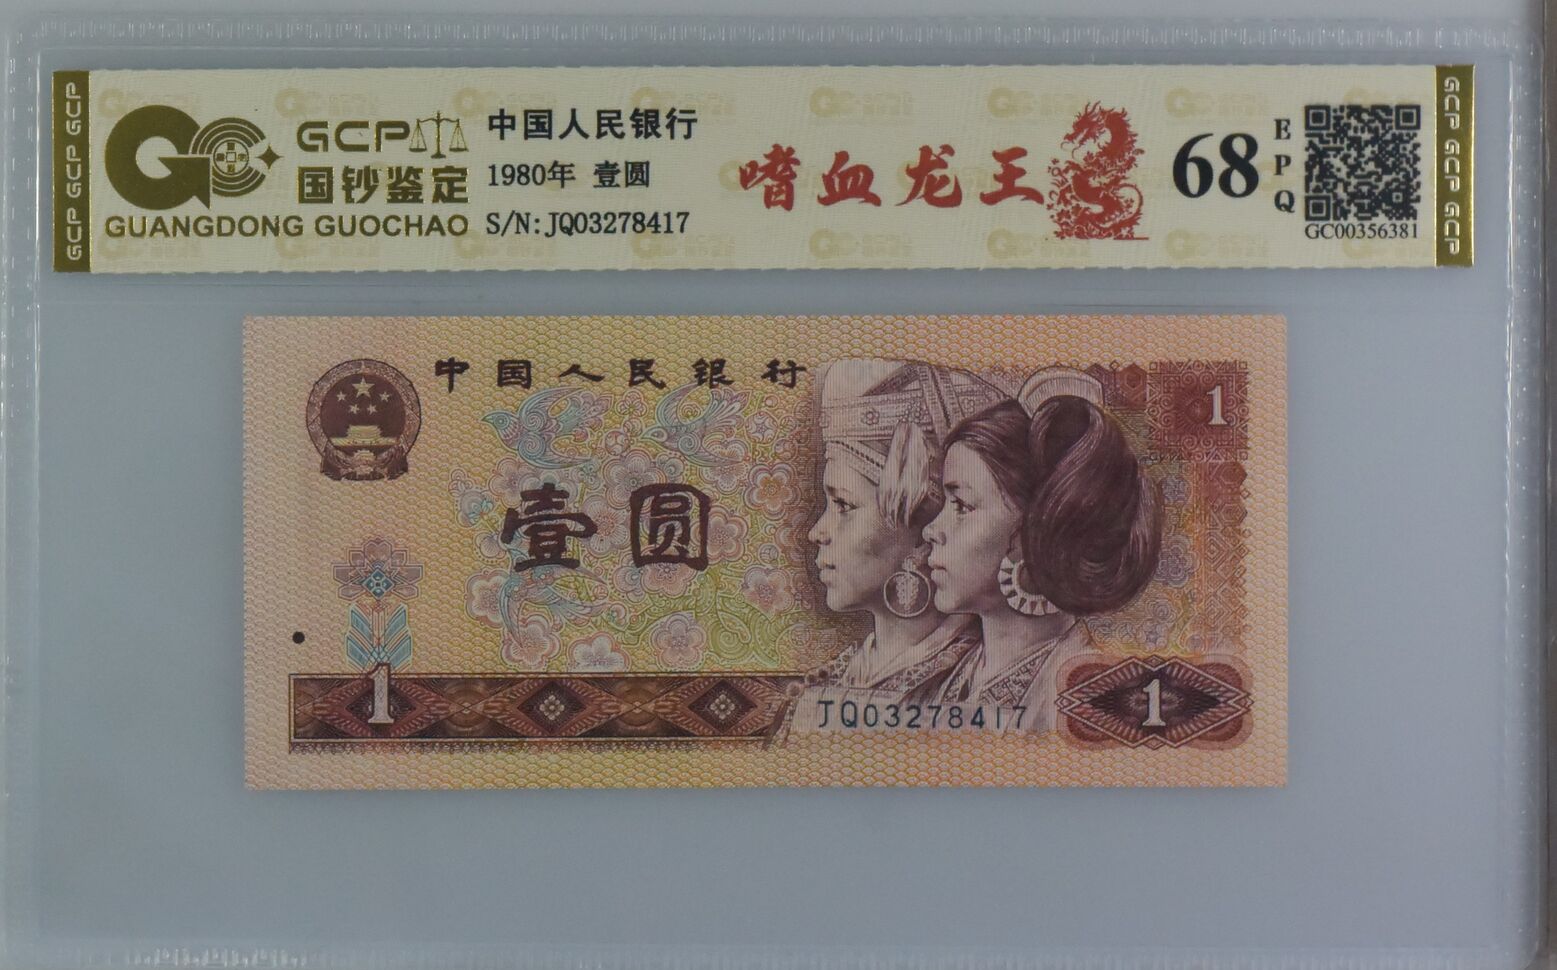 GCP GCP GCP
GCP
国钞鉴定
GUANGDONG GUOCHAO
中国人民银行
1980年 壹圆
S/N:JQ03278417
嗜血龙王
68
EPQ
GC00356381
GCP GCP GCP
中国人民银行
1
壹圆
1
JQ03278417
1